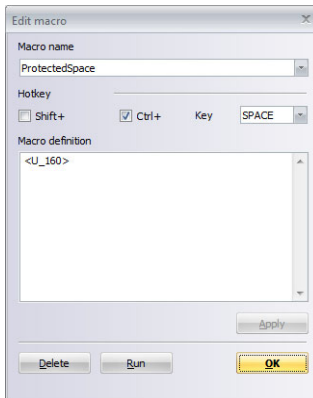 Edit macro
Macro name
ProtectedSpace
Hotkey
Shift+ Ctrl+ Key SPACE
Macro definition
<U_160>
Apply
Delete Run OK